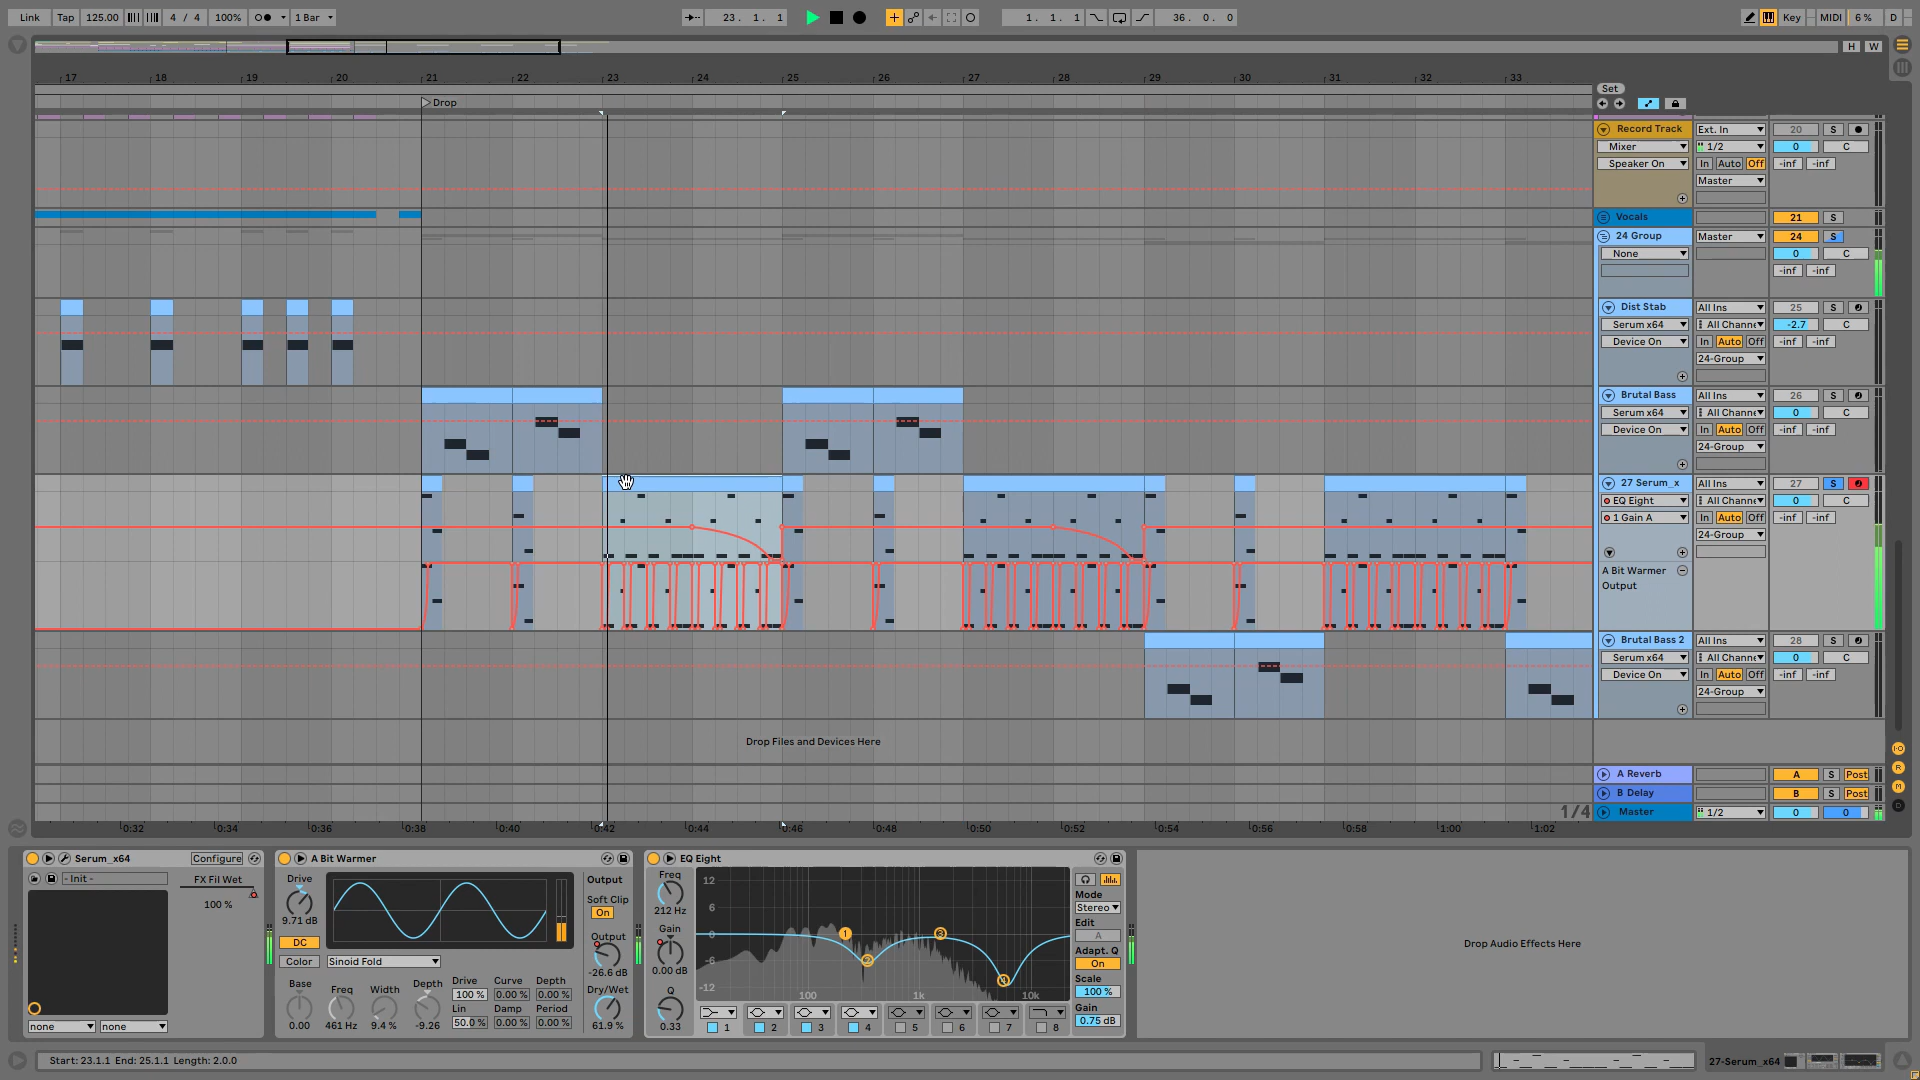 Link Tap 125.00 4 / 4 100% 1 Bar 23. 1. 1 1. 1. 1 36. 0. 0 Key MIDI 6 % D
H W
17 18 19 20 21 22 23 24 25 26 27 28 29 30 31 32 33
Set
Drop
Record Track Ext. In 20 S
Mixer 1/2 0 C
Speaker On In Auto Off -inf -inf
Master
Vocals 21 S
24 Group Master 24 S
None 0 C
-inf -inf
Dist Stab All Ins 25 S
Serum x64 All Channe -2.7 C
Device On In Auto Off -inf -inf
24-Group
Brutal Bass All Ins 26 S
Serum x64 All Channe 0 C
Device On In Auto Off -inf -inf
24-Group
27 Serum_x All Ins 27 S
EQ Eight All Channe 0 C
1 Gain A In Auto Off -inf -inf
24-Group
A Bit Warmer
Output
Brutal Bass 2 All Ins 28 S
Serum x64 All Channe 0 C
Device On In Auto Off -inf -inf
24-Group
Drop Files and Devices Here
A Reverb A S Post
B Delay B S Post
1/4 Master 1/2 0 0
0:32 0:34 0:36 0:38 0:40 0:42 0:44 0:46 0:48 0:50 0:52 0:54 0:56 0:58 1:00 1:02
Serum_x64 Configure
- Init -
FX Fil Wet
100 %
none none
A Bit Warmer
Drive
9.71 dB
DC
Color Sinoid Fold
Base Freq Width Depth
0.00 461 Hz 9.4 % -9.26
Drive Curve Depth
100 % 0.00 % 0.00 %
Lin Damp Period
50.0 % 0.00 % 0.00 %
Output
Soft Clip
On
Output
-26.6 dB
Dry/Wet
61.9 %
EQ Eight
Freq
212 Hz
Gain
0.00 dB
Q
0.33
12
6
0
-6
-12
100 1k 10k
1 2 3 4
1 2 3 4 5 6 7 8
Mode
Stereo
Edit
A
Adapt. Q
On
Scale
100 %
Gain
0.75 dB
Drop Audio Effects Here
Start: 23.1.1 End: 25.1.1 Length: 2.0.0
27-Serum_x64